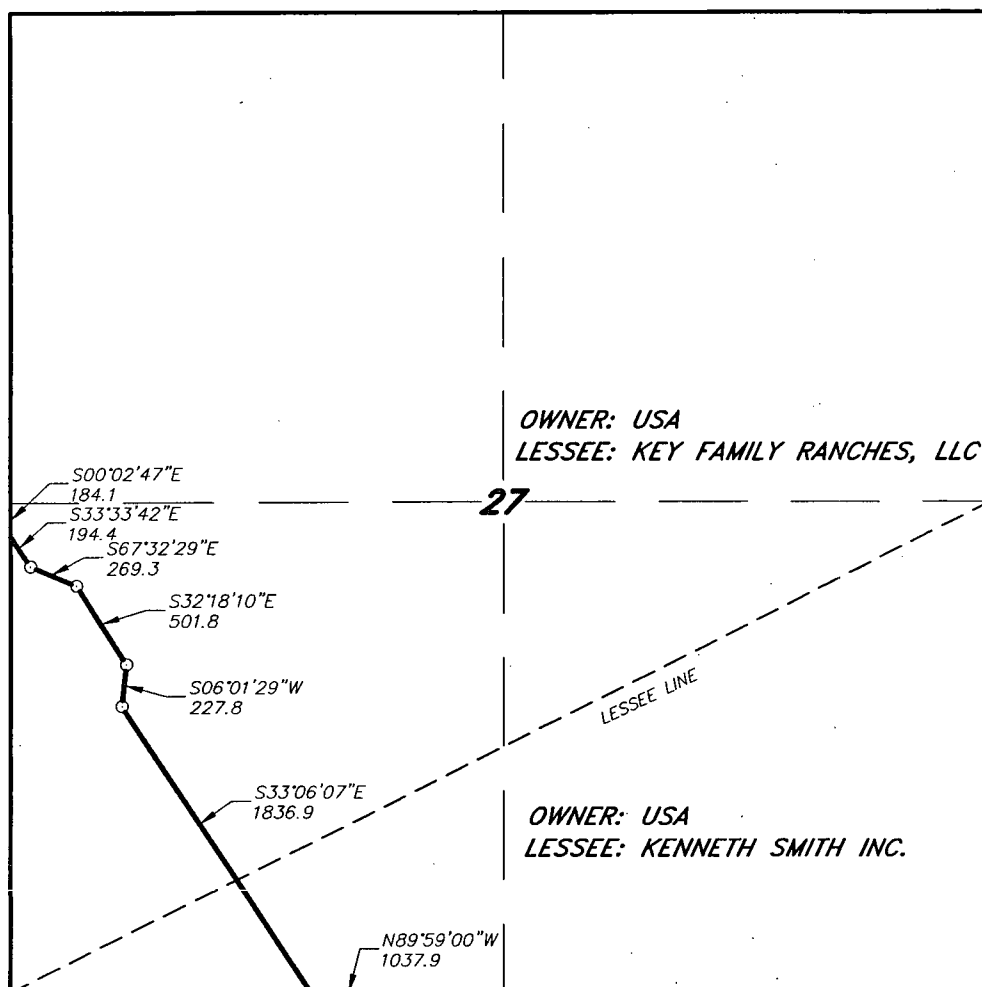 OWNER: USA
LESSEE: KEY FAMILY RANCHES, LLC
S00°02'47"E
184.1
27
S33°33'42"E
194.4
S67°32'29"E
269.3
S32°18'10"E
501.8
S06°01'29"W
227.8
LESSEE LINE
S33°06'07"E
1836.9
OWNER: USA
LESSEE: KENNETH SMITH INC.
N89°59'00"W
1037.9